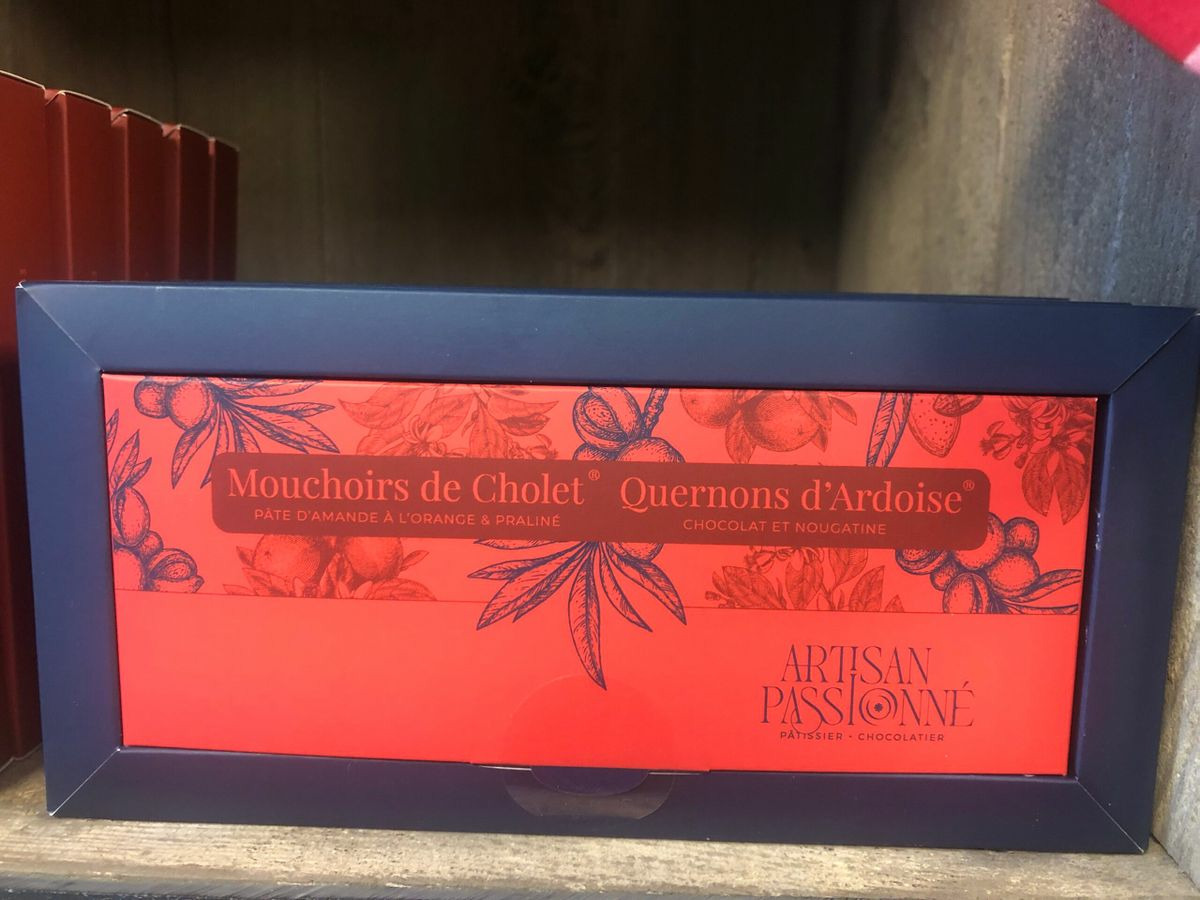 Mouchoirs de Cholet®
PÂTE D'AMANDE À L'ORANGE & PRALINÉ
Quernons d'Ardoise®
CHOCOLAT ET NOUGATINE
ARTISAN
PASSIONNÉ
PÂTISSIER - CHOCOLATIER